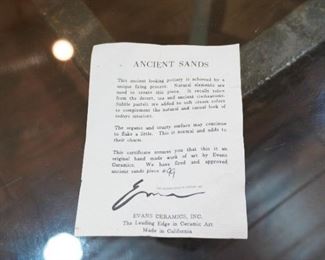 ANCIENT SANDS
This ancient looking pottery is achieved by a
unique firing process. Natural elements are
used to create this piece. It recalls tales
from the desert, sea and ancient civilizations.
Subtle pastels are added to soft cream colors
to complement the natural and casual look of
todays interiors.
The organic and crusty surface may continue
to flake a little. This is normal and adds to
their charm.
This certificate assures you that this is an
original hand made work of art by Evans
Ceramics. We have fired and approved
ancient sands piece #99
EVANS CERAMICS, INC.
The Leading Edge in Ceramic Art
Made in California